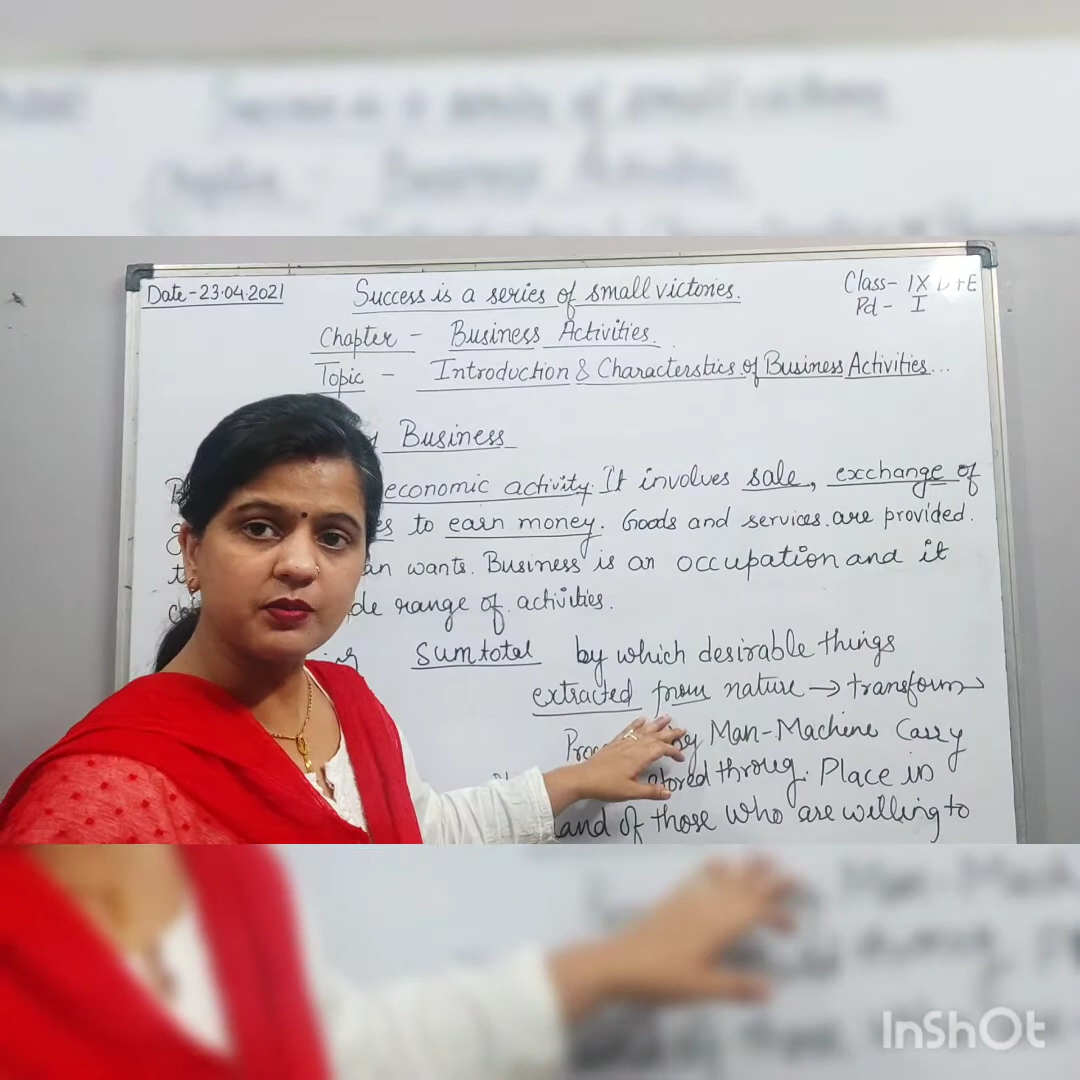 Date-23.04.2021
Success is a series of small victories.
Class- IX D+E
Pd - I
Chapter - Business Activities.
Topic - Introduction & Characterstics of Business Activities...
Business
economic activity. It involves sale, exchange of
to earn money. Goods and services are provided.
wants. Business is an occupation and it
range of activities.
Sumtotal by which desirable things
extracted from nature → transform →
Man-Machine Carry
stored throug. Place in
of those who are willing to
InShOt